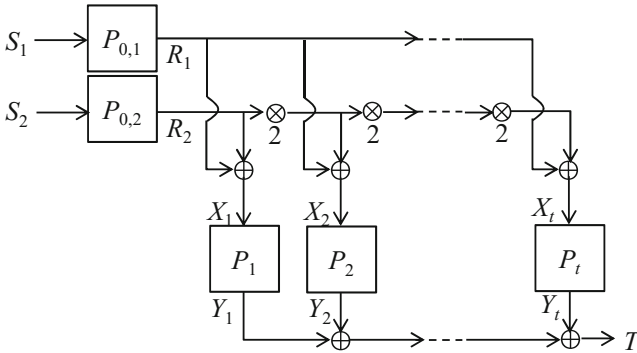 S₁ P₀,₁ R₁
S₂ P₀,₂ R₂ 2 2 2
X₁ X₂ Xₜ
P₁ P₂ Pₜ
Y₁ Y₂ Yₜ
T